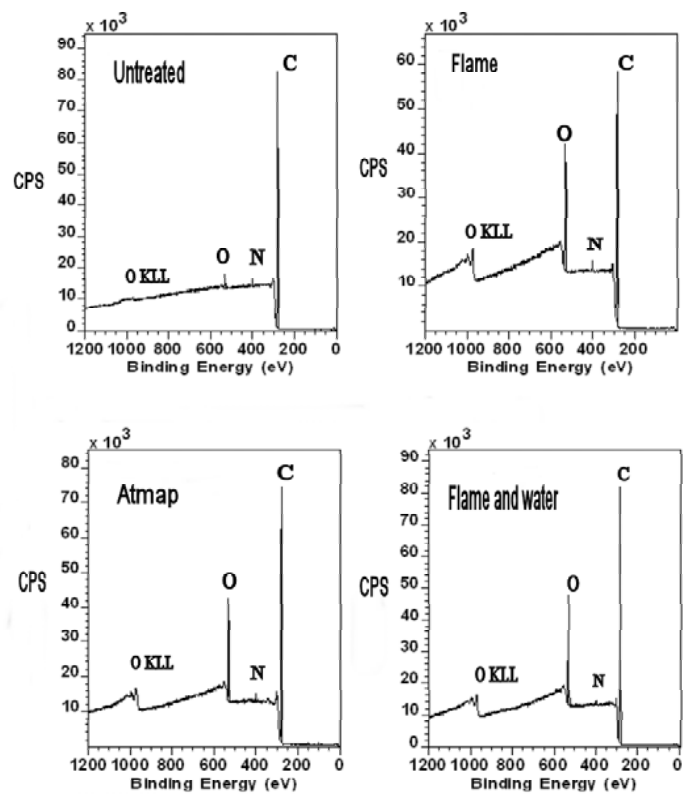 x 10³
90
80
70
60
50
40
30
20
10
0
CPS
Untreated
C
O
N
O KLL
1200 1000 800 600 400 200 0
Binding Energy (eV)
x 10³
60
50
40
30
20
10
CPS
Flame
C
O
N
O KLL
1200 1000 800 600 400 200
Binding Energy (eV)
x 10³
80
70
60
50
40
30
20
10
CPS
Atmap
C
O
N
O KLL
1200 1000 800 600 400 200 0
Binding Energy (eV)
x 10³
90
80
70
60
50
40
30
20
10
0
CPS
Flame and water
C
O
N
O KLL
1200 1000 800 600 400 200 0
Binding Energy (eV)